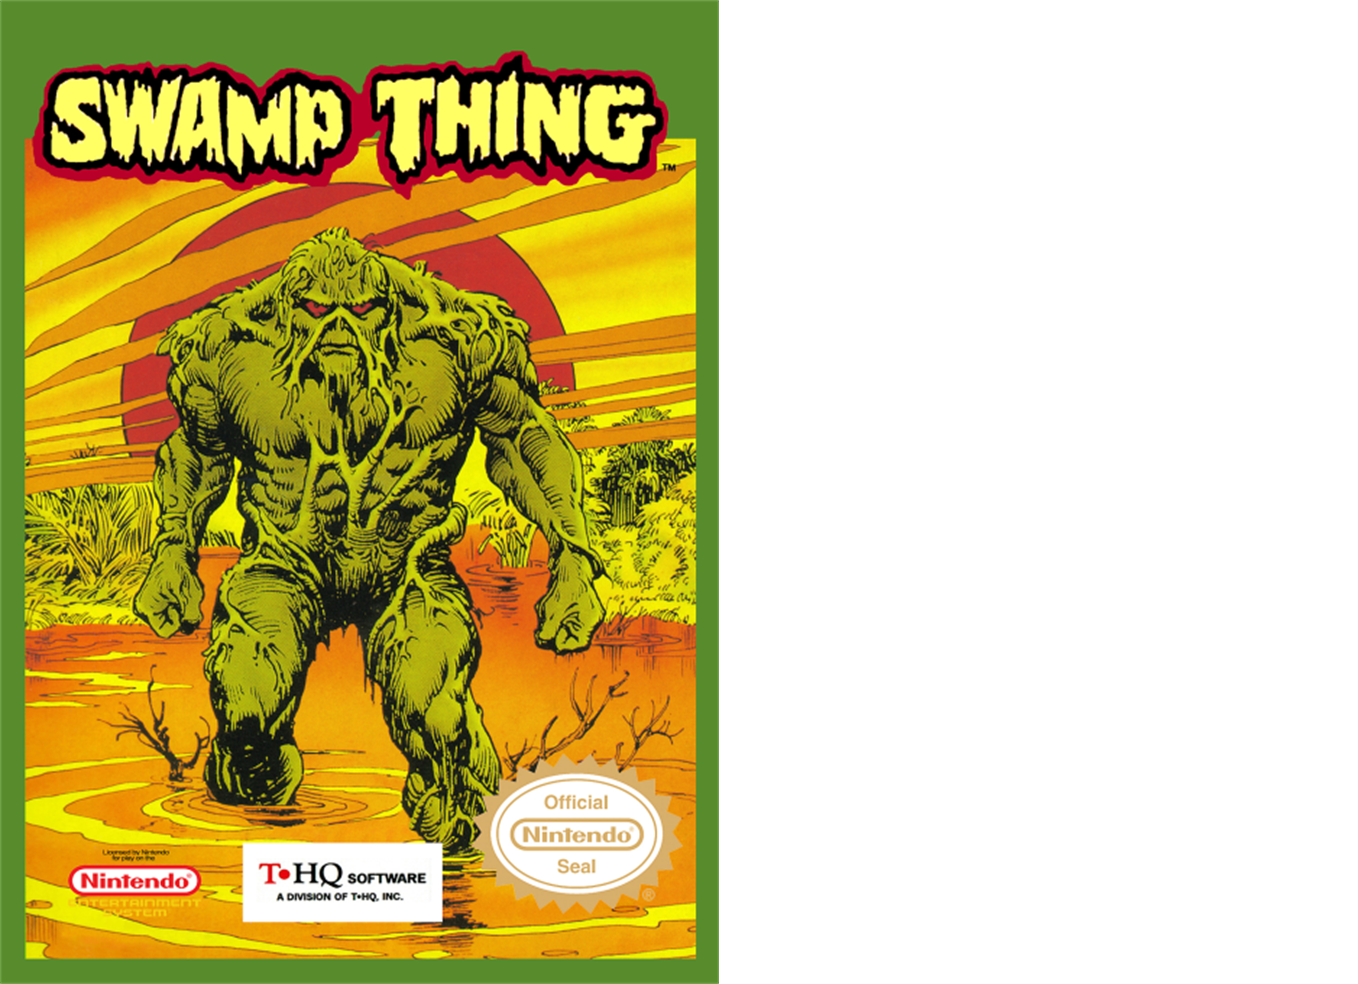 SWAMP THING
TM
Licensed by Nintendo
for play on the
Nintendo®
ENTERTAINMENT
SYSTEM
T•HQ SOFTWARE
A DIVISION OF T•HQ, INC.
Official
Nintendo®
Seal
®